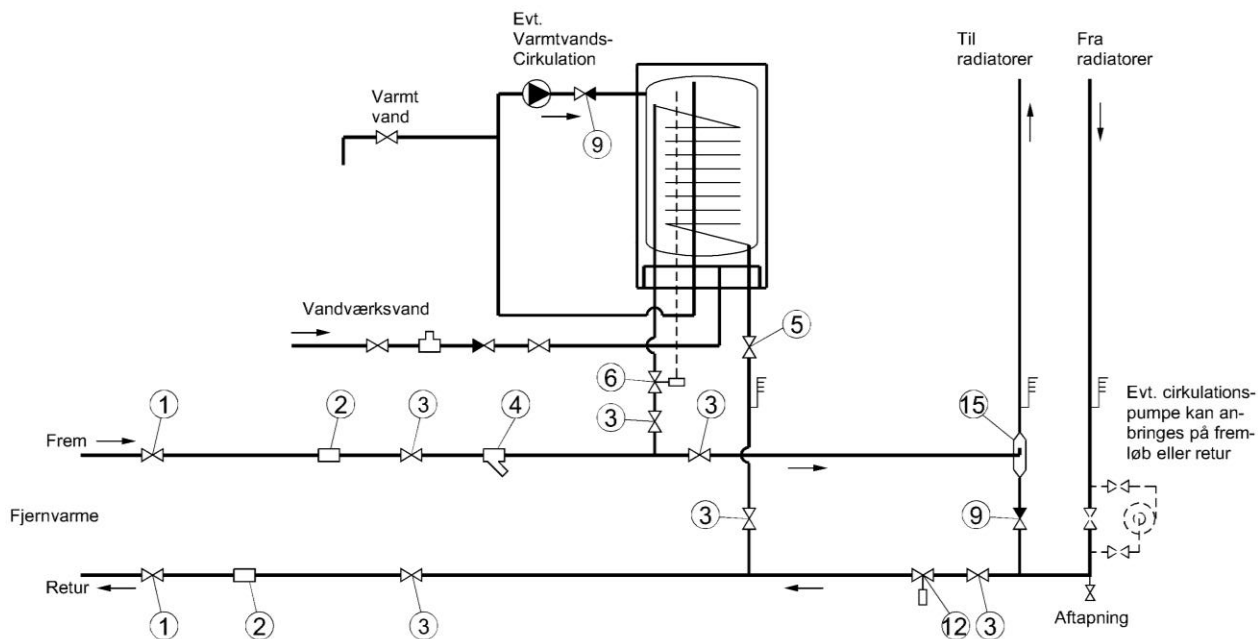 Evt.
Varmtvands-
Cirkulation
Til
radiatorer
Fra
radiatorer
Varmt
vand
9
Vandværksvand
5
6
Evt. cirkulations-
pumpe kan an-
bringes på frem-
løb eller retur
1
2
3
4
3
3
15
Frem
Fjernvarme
3
9
Retur
1
2
3
12
3
Aftapning